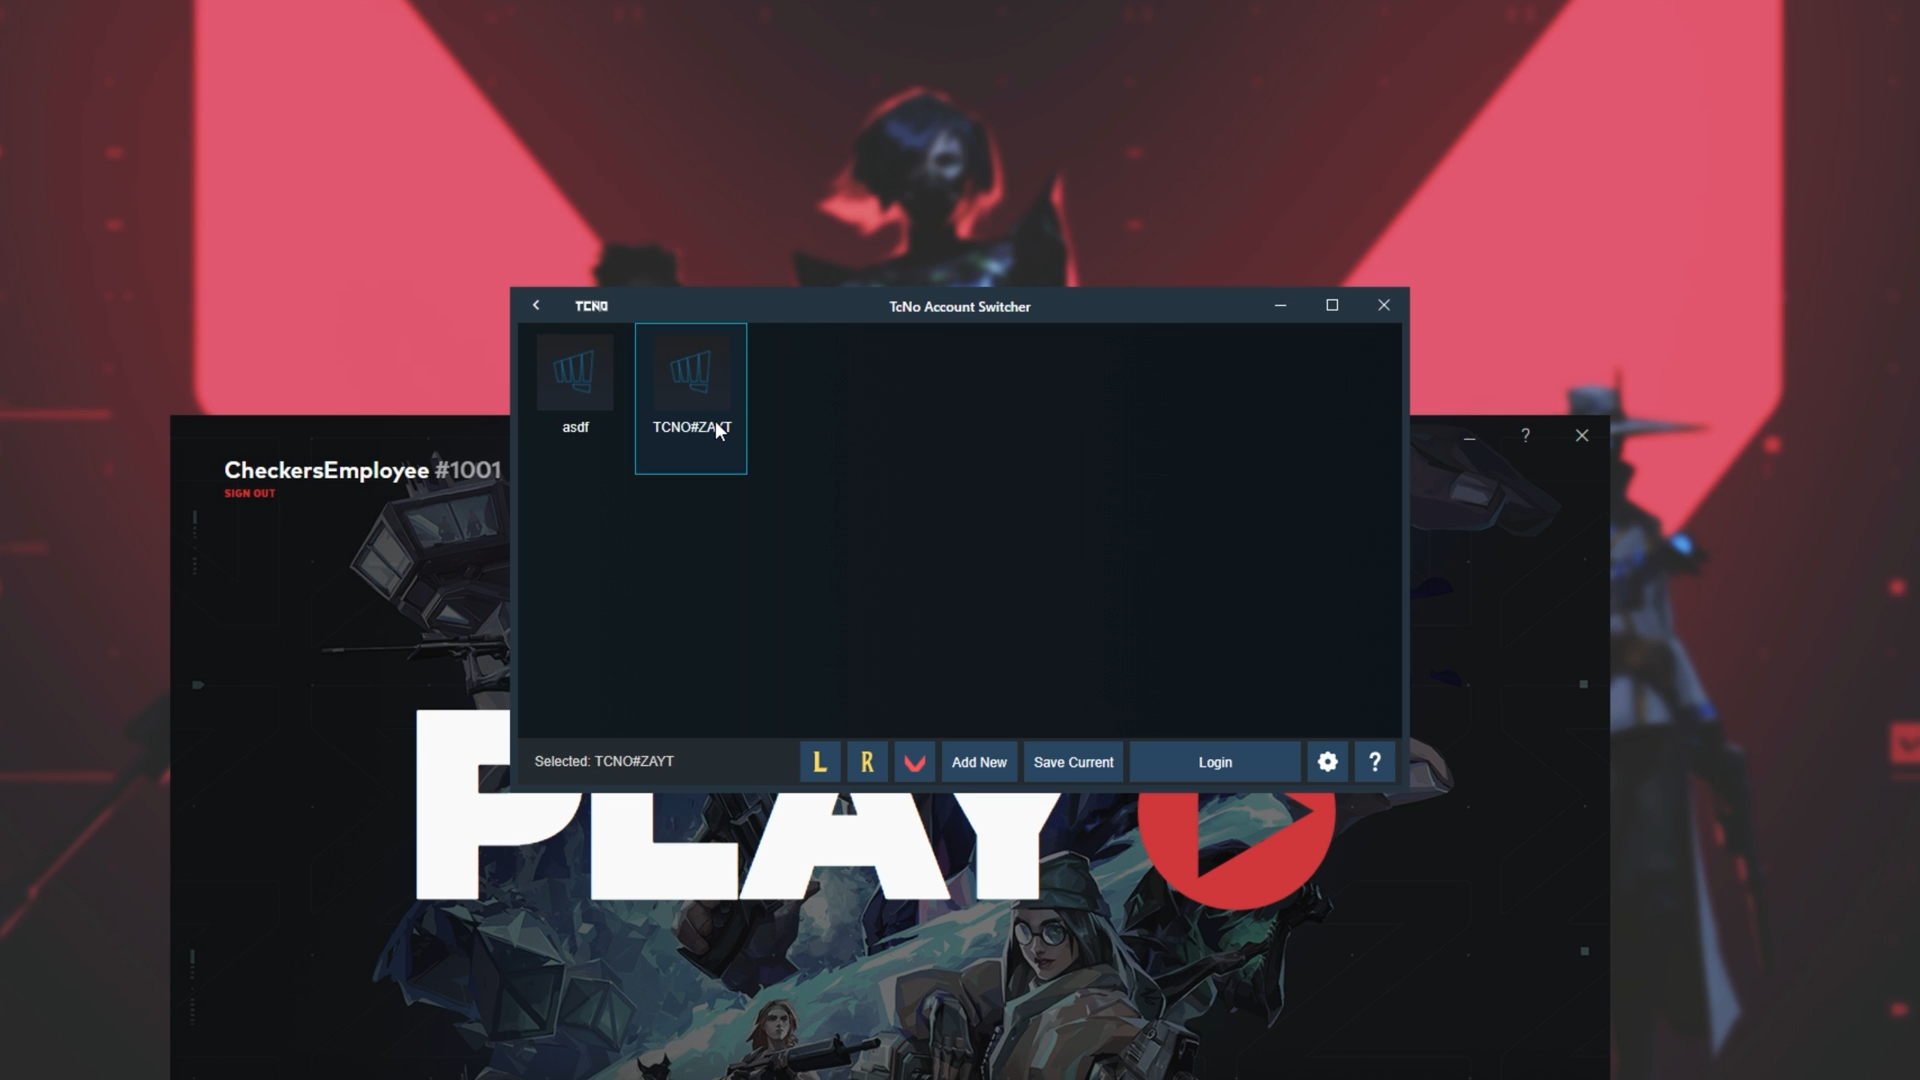 TCNO
TcNo Account Switcher
asdf
TCNO#ZAYT
?
CheckersEmployee #1001
SIGN OUT
Selected: TCNO#ZAYT
L
R
Add New
Save Current
Login
?
PLAY